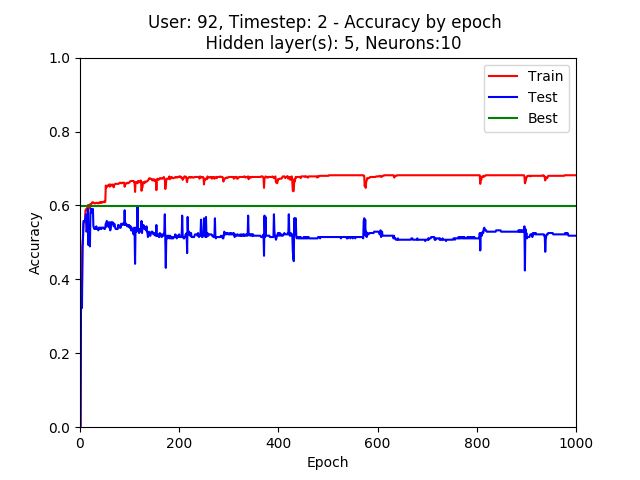 User: 92, Timestep: 2 - Accuracy by epoch
Hidden layer(s): 5, Neurons:10
1.0
0.8
0.6
0.4
0.2
0.0
Accuracy
Train
Test
Best
0 200 400 600 800 1000
Epoch